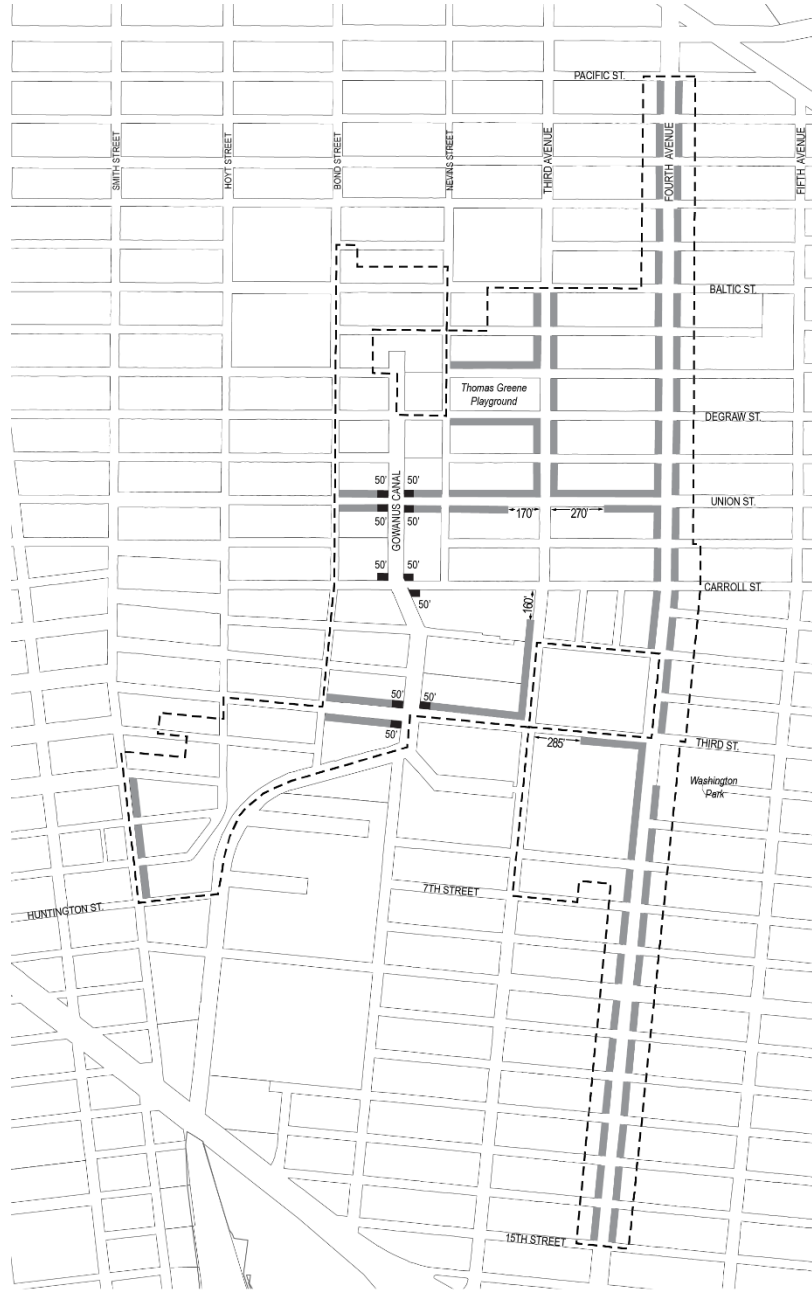 PACIFIC ST.
SMITH STREET
HOYT STREET
BOND STREET
NEVINS STREET
THIRD AVENUE
FOURTH AVENUE
FIFTH AVENUE
BALTIC ST.
Thomas Greene
Playground
DEGRAW ST.
GOWANUS CANAL
50'
50'
UNION ST.
50'
50'
170'
270'
50'
50'
CARROLL ST.
50'
160'
50'
50'
50'
285'
THIRD ST.
Washington
Park
7TH STREET
HUNTINGTON ST.
15TH STREET